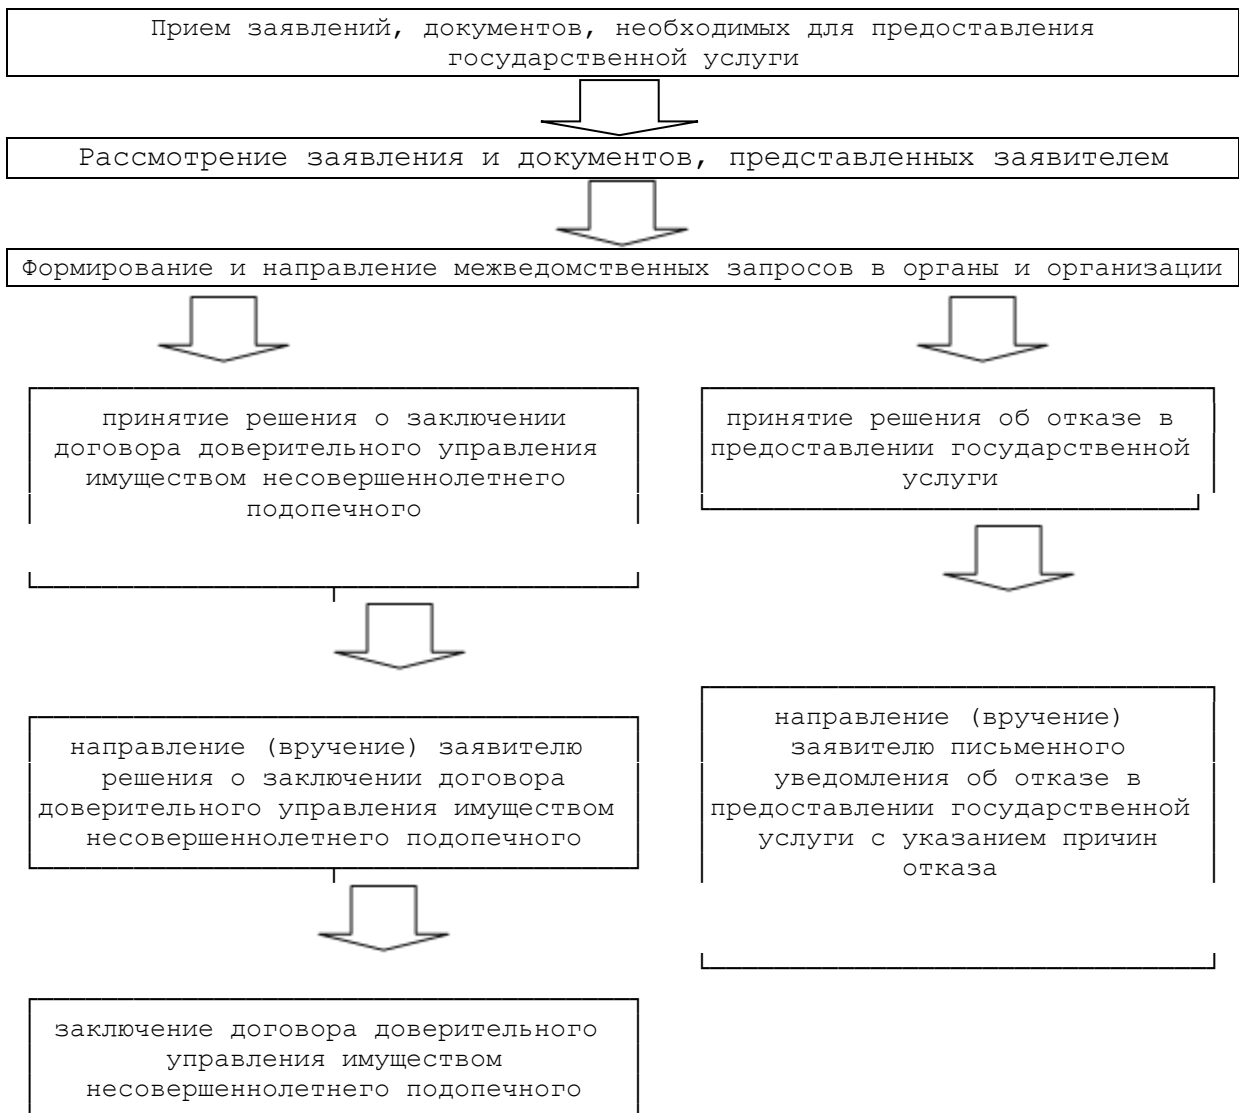 Прием заявлений, документов, необходимых для предоставления
государственной услуги
Рассмотрение заявления и документов, представленных заявителем
Формирование и направление межведомственных запросов в органы и организации
принятие решения о заключении
договора доверительного управления
имуществом несовершеннолетнего
подопечного
принятие решения об отказе в
предоставлении государственной
услуги
направление (вручение) заявителю
решения о заключении договора
доверительного управления имуществом
несовершеннолетнего подопечного
направление (вручение)
заявителю письменного
уведомления об отказе в
предоставлении государственной
услуги с указанием причин
отказа
заключение договора доверительного
управления имуществом
несовершеннолетнего подопечного